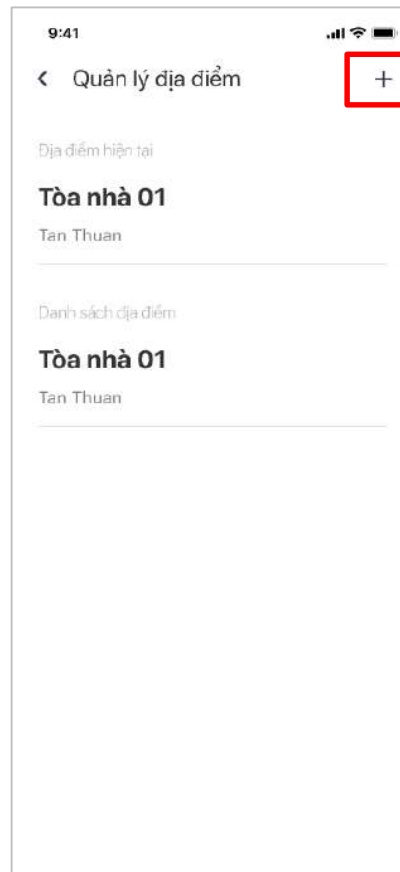 9:41
Quản lý địa điểm
Địa điểm hiện tại
Tòa nhà 01
Tan Thuan
Danh sách địa điểm
Tòa nhà 01
Tan Thuan